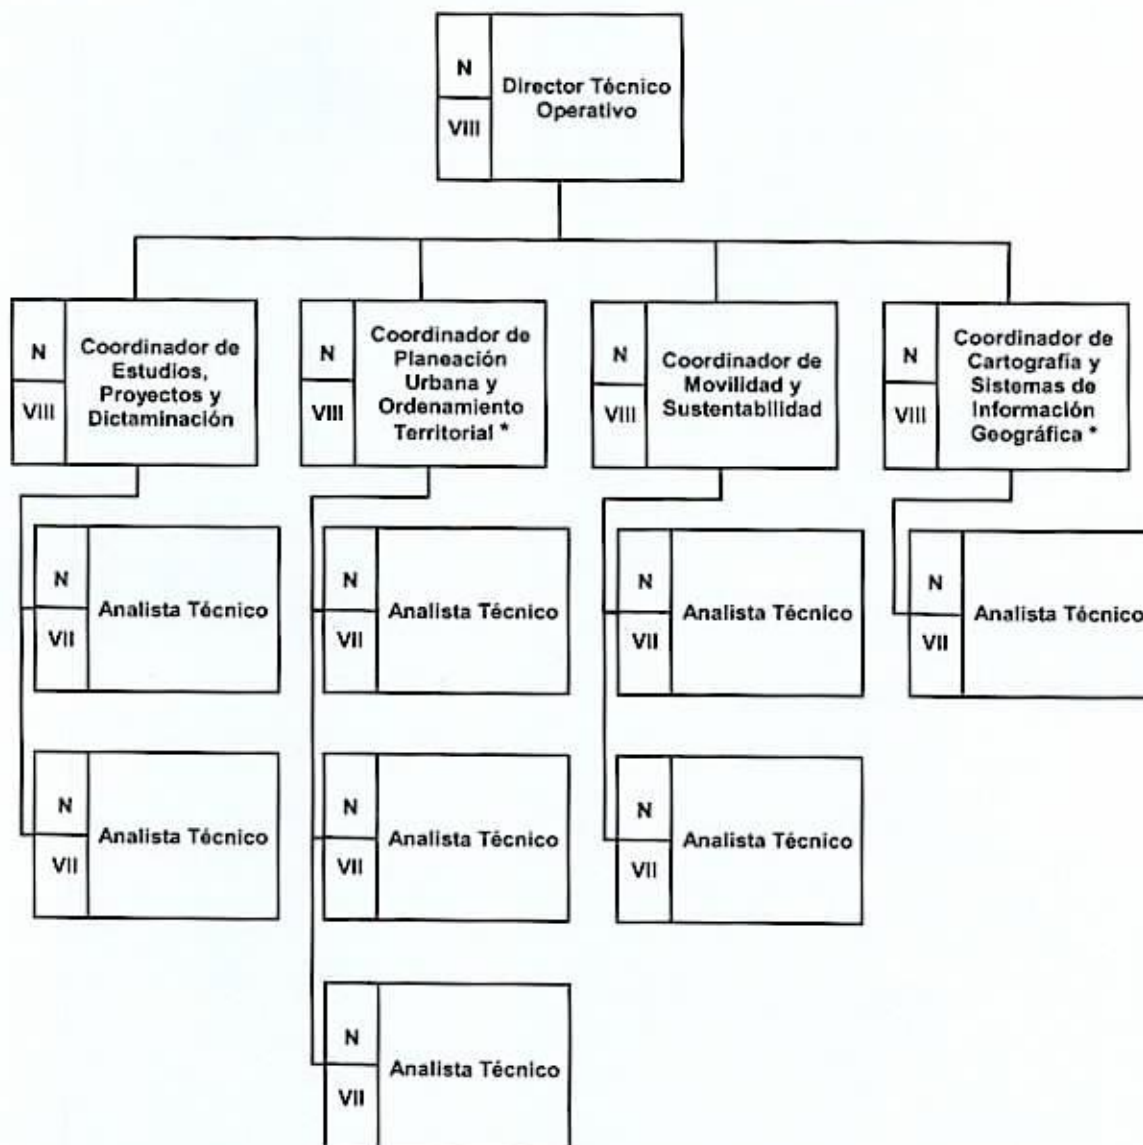 N
VIII
Director Técnico
Operativo
N
VIII
Coordinador de
Estudios,
Proyectos y
Dictaminación
N
VIII
Coordinador de
Planeación
Urbana y
Ordenamiento
Territorial *
N
VIII
Coordinador de
Movilidad y
Sustentabilidad
N
VIII
Coordinador de
Cartografía y
Sistemas de
Información
Geográfica *
N
VII
Analista Técnico
N
VII
Analista Técnico
N
VII
Analista Técnico
N
VII
Analista Técnico
N
VII
Analista Técnico
N
VII
Analista Técnico
N
VII
Analista Técnico
N
VII
Analista Técnico